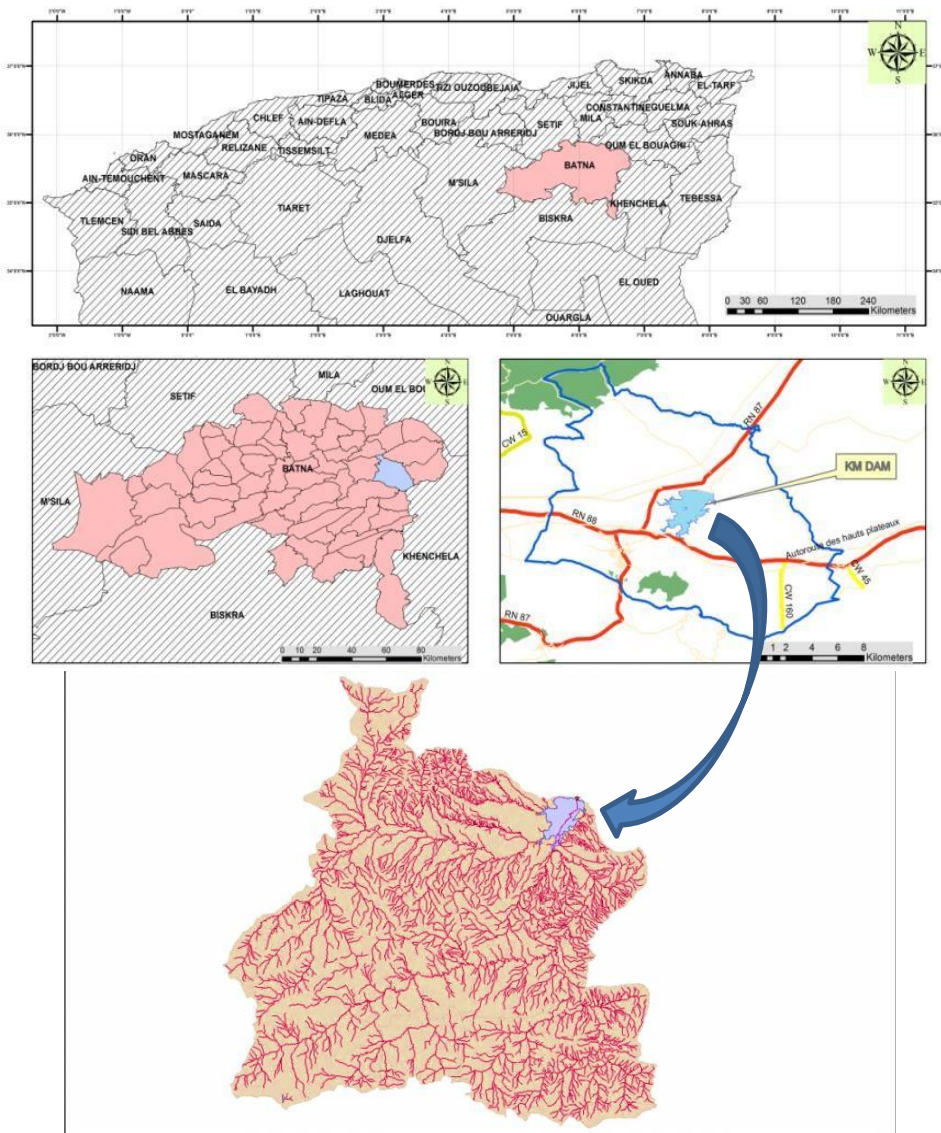 N
W E
S
BOUMERDES
ANNABA
SKIKDA
EL-TARF
JIJEL
ALGER
TIPAZA
BLIDA
CONSTANTINE
GUELMA
CHLEF
AIN-DEFLA
BOUIRA
SETIF
MILA
SOUK-AHRAS
MOSTAGANEM
MEDEA
BORDJ BOU ARRERIDJ
RELIZANE
TISSEMSILT
OUM EL BOUAGHI
ORAN
BATNA
AIN-TEMOUCHENT
MASCARA
M'SILA
TEBESSA
KHENCHELA
TIARET
BISKRA
TLEMCEN
SAIDA
SIDI BEL ABBES
DJELFA
NAAMA
EL BAYADH
LAGHOUAT
EL OUED
OUARGLA
0 30 60 120 180 240
Kilometers
BORDJ BOU ARRERIDJ
MILA
SETIF
OUM EL BOU
N
W E
S
BATNA
M'SILA
KHENCHELA
BISKRA
0 10 20 40 60 80
Kilometers
N
W E
S
RN 87
CW 15
KM DAM
RN 88
Autoroute des hauts plateaux
CW 45
CW 160
RN 87
1 2 4 6 8
Kilometers